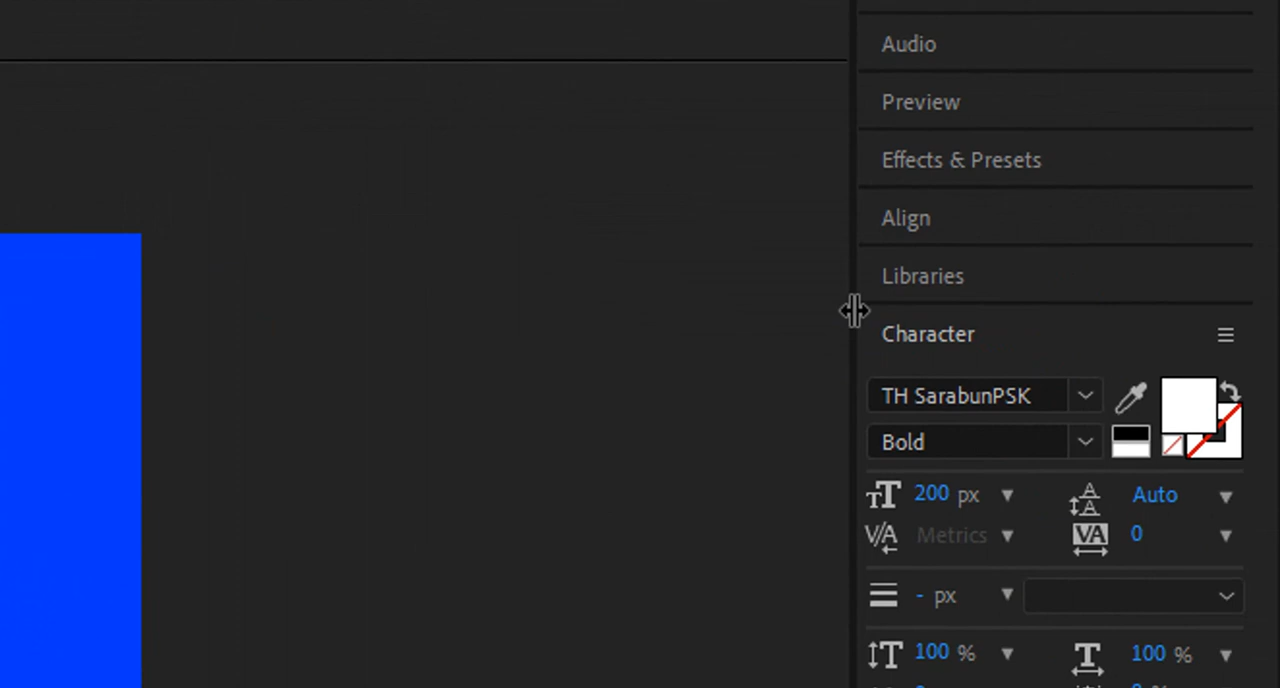 Audio
Preview
Effects & Presets
Align
Libraries
Character
TH SarabunPSK
Bold
200 px
Auto
Metrics
0
- px
100 %
100 %